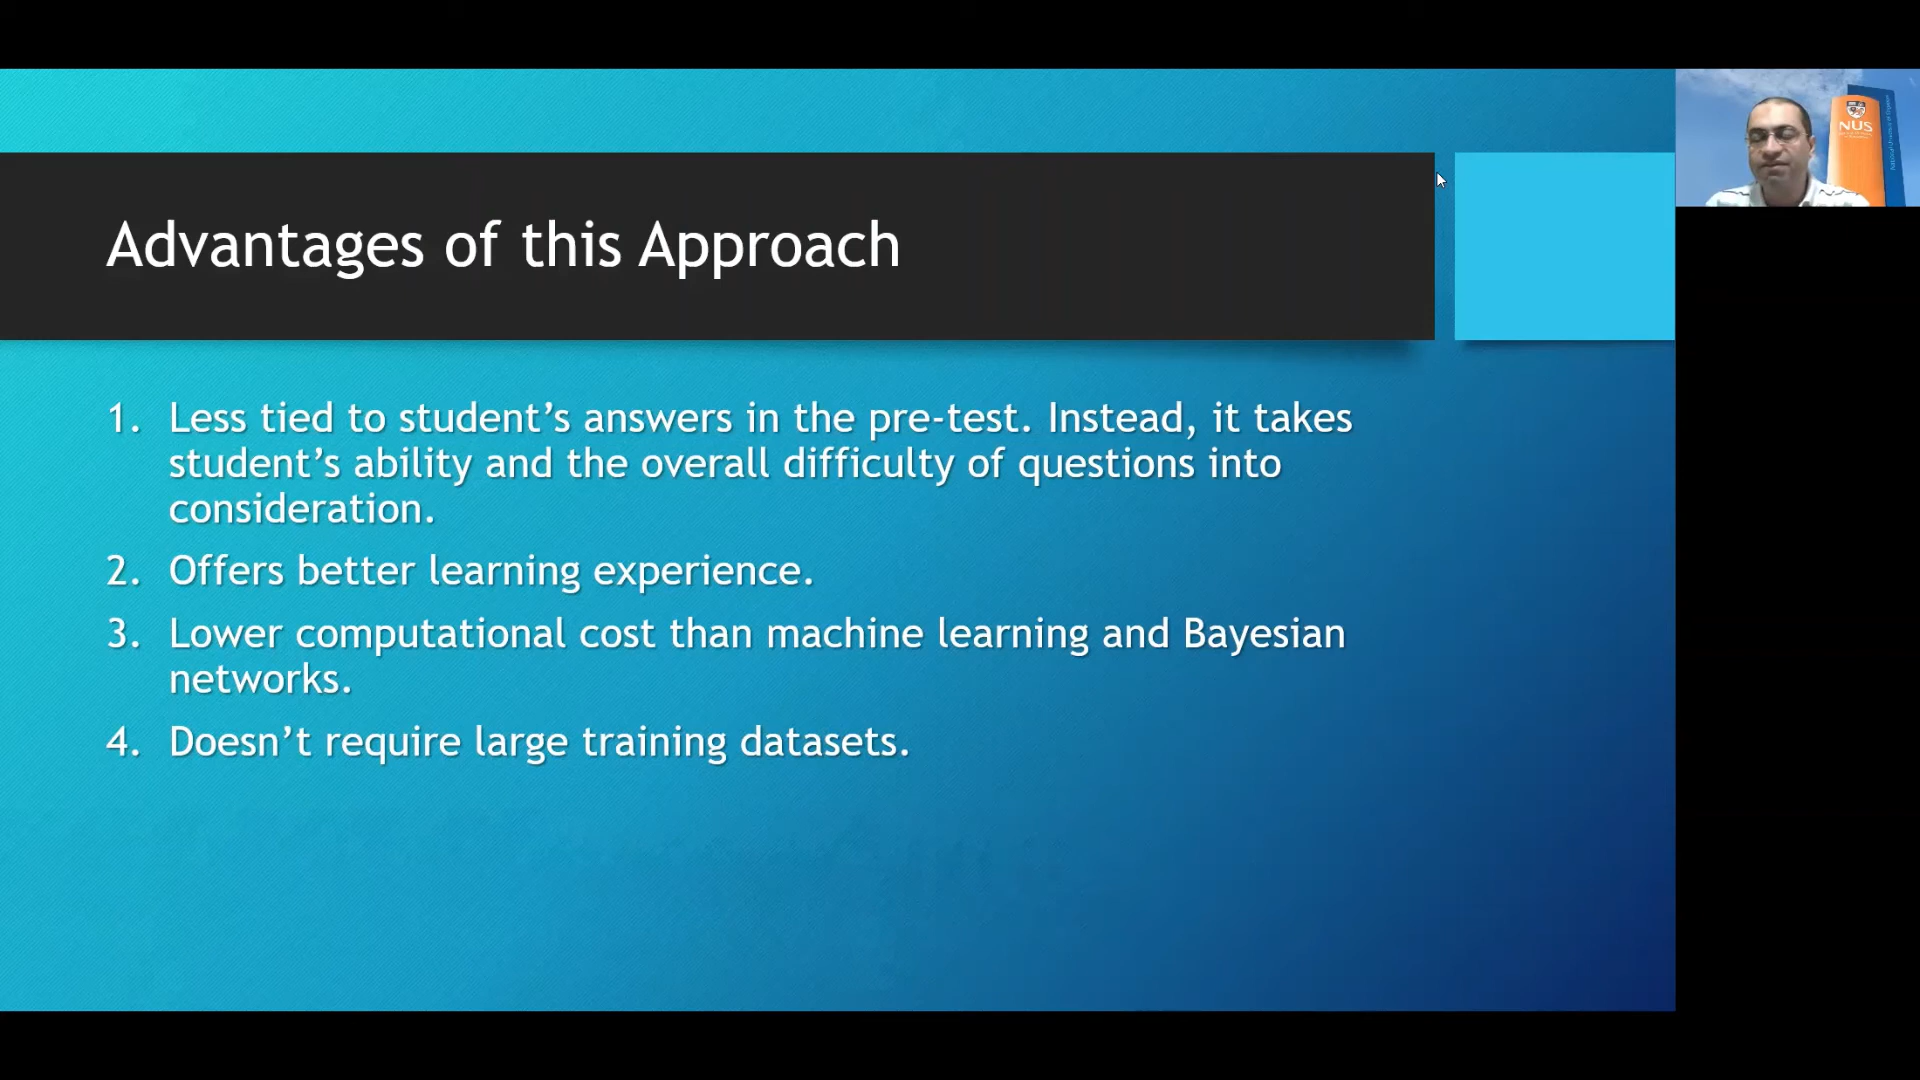 Advantages of this Approach
1. Less tied to student’s answers in the pre-test. Instead, it takes
student’s ability and the overall difficulty of questions into
consideration.
2. Offers better learning experience.
3. Lower computational cost than machine learning and Bayesian
networks.
4. Doesn’t require large training datasets.
NUS